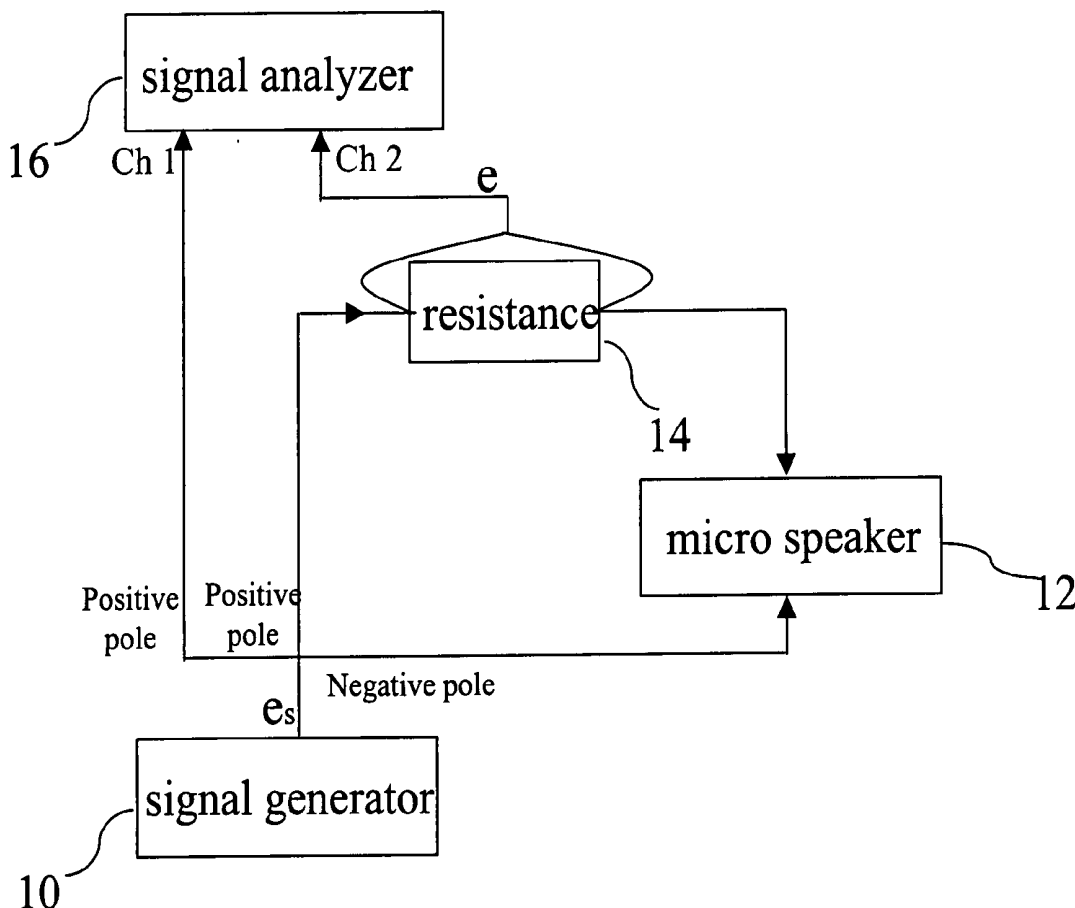 signal analyzer
16
Ch 1
Ch 2
e
resistance
14
micro speaker
12
Positive
pole
Positive
pole
Negative pole
es
signal generator
10